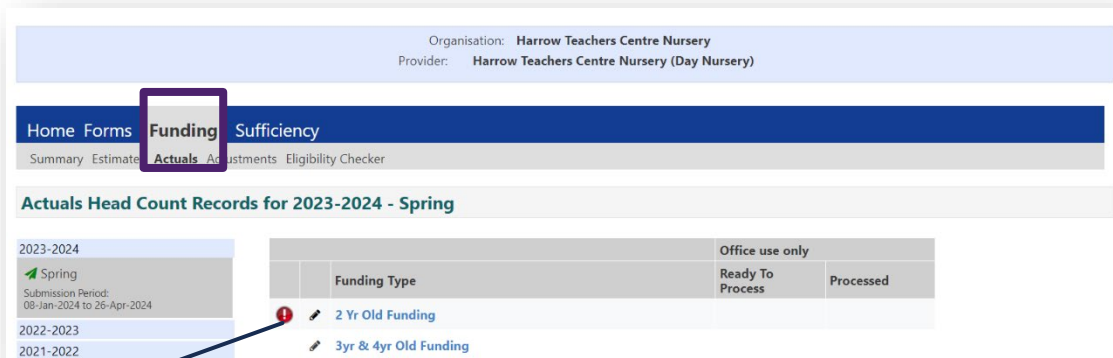 Organisation: Harrow Teachers Centre Nursery
Provider: Harrow Teachers Centre Nursery (Day Nursery)
Home Forms Funding Sufficiency
Summary Estimate Actuals Adjustments Eligibility Checker
Actuals Head Count Records for 2023-2024 - Spring
2023-2024
Spring
Submission Period:
08-Jan-2024 to 26-Apr-2024
2022-2023
2021-2022
Office use only
Funding Type Ready To Process Processed
2 Yr Old Funding
3yr & 4yr Old Funding